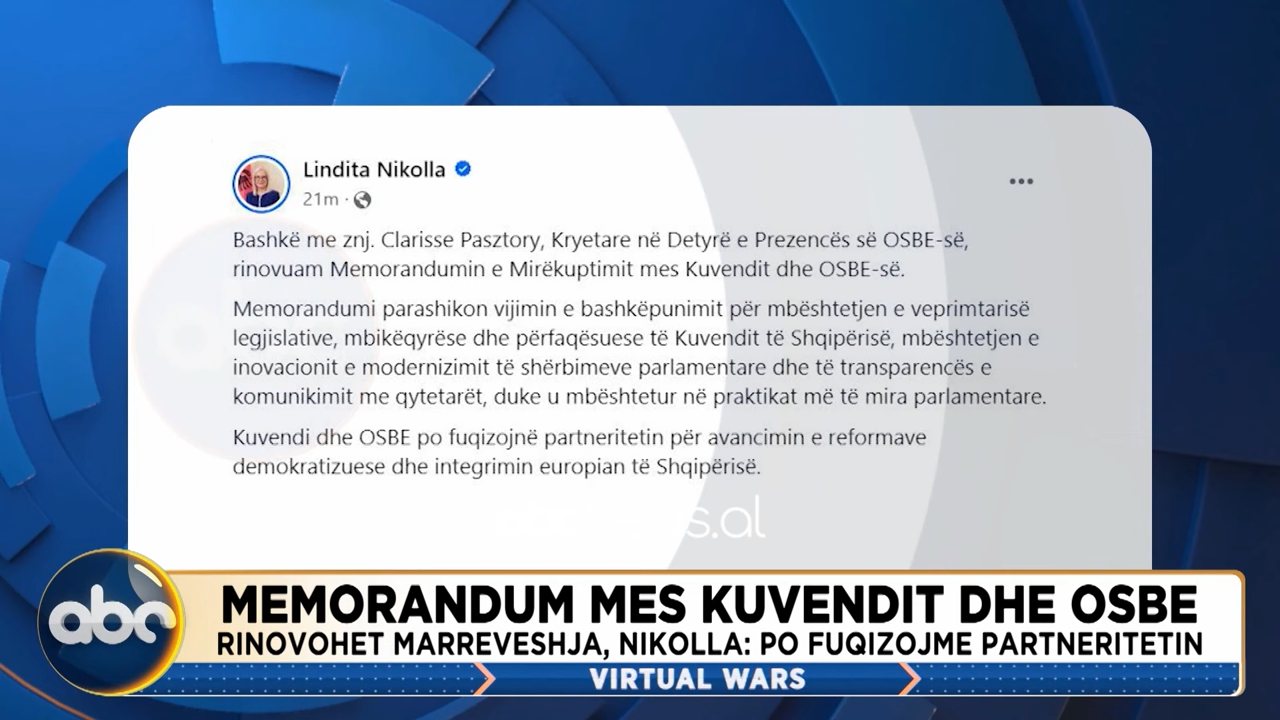 Lindita Nikolla
21m ·
Bashkë me znj. Clarisse Pasztory, Kryetare në Detyrë e Prezencës së OSBE-së,
rinovuam Memorandumin e Mirëkuptimit mes Kuvendit dhe OSBE-së.
Memorandumi parashikon vijimin e bashkëpunimit për mbështetjen e veprimtarisë
legjislative, mbikëqyrëse dhe përfaqësuese të Kuvendit të Shqipërisë, mbështetjen e
inovacionit e modernizimit të shërbimeve parlamentare dhe të transparencës e
komunikimit me qytetarët, duke u mbështetur në praktikat më të mira parlamentare.
Kuvendi dhe OSBE po fuqizojnë partneritetin për avancimin e reformave
demokratizuese dhe integrimin europian të Shqipërisë.
s.al
abc
MEMORANDUM MES KUVENDIT DHE OSBE
RINOVOHET MARREVESHJA, NIKOLLA: PO FUQIZOJME PARTNERITETIN
VIRTUAL WARS